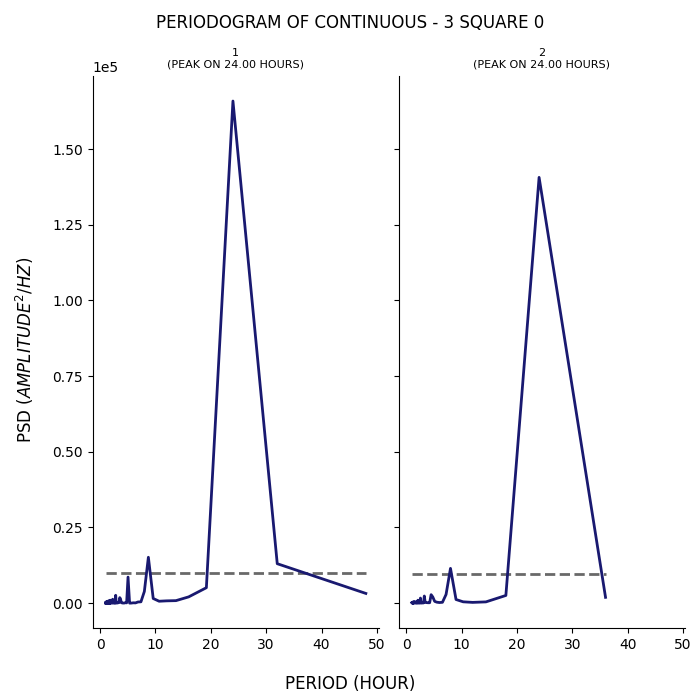 PERIODOGRAM OF CONTINUOUS - 3 SQUARE 0
1
(PEAK ON 24.00 HOURS)
2
(PEAK ON 24.00 HOURS)
1e5
1.50
1.25
1.00
0.75
0.50
0.25
0.00
PSD (AMPLITUDE²/HZ)
0 10 20 30 40 50
0 10 20 30 40 50
PERIOD (HOUR)